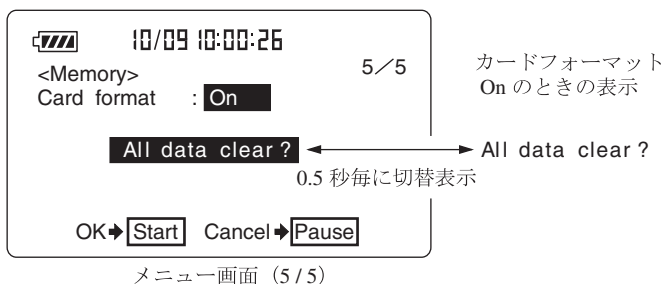 10/09 10:00:26
5／5
<Memory>
Card format : On
All data clear ?
OK Start Cancel Pause
カードフォーマット
On のときの表示
All data clear ?
0.5 秒毎に切替表示
メニュー画面（5 / 5）